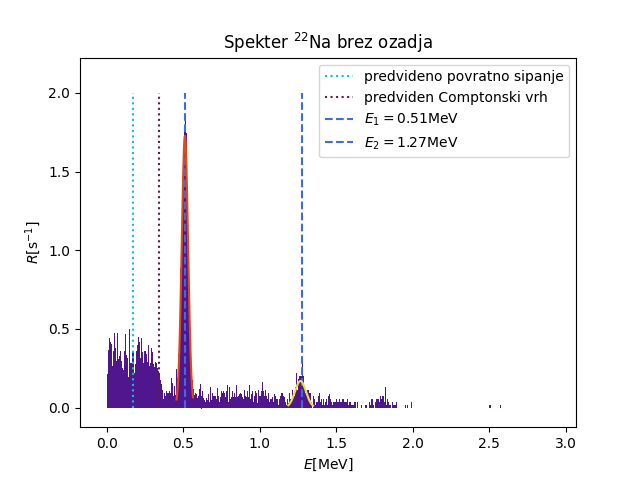 Spekter ²²Na brez ozadja
predvideno povratno sipanje
predviden Comptonski vrh
E₁ = 0.51MeV
E₂ = 1.27MeV
R[s⁻¹]
2.0
1.5
1.0
0.5
0.0
0.0 0.5 1.0 1.5 2.0 2.5 3.0
E[MeV]